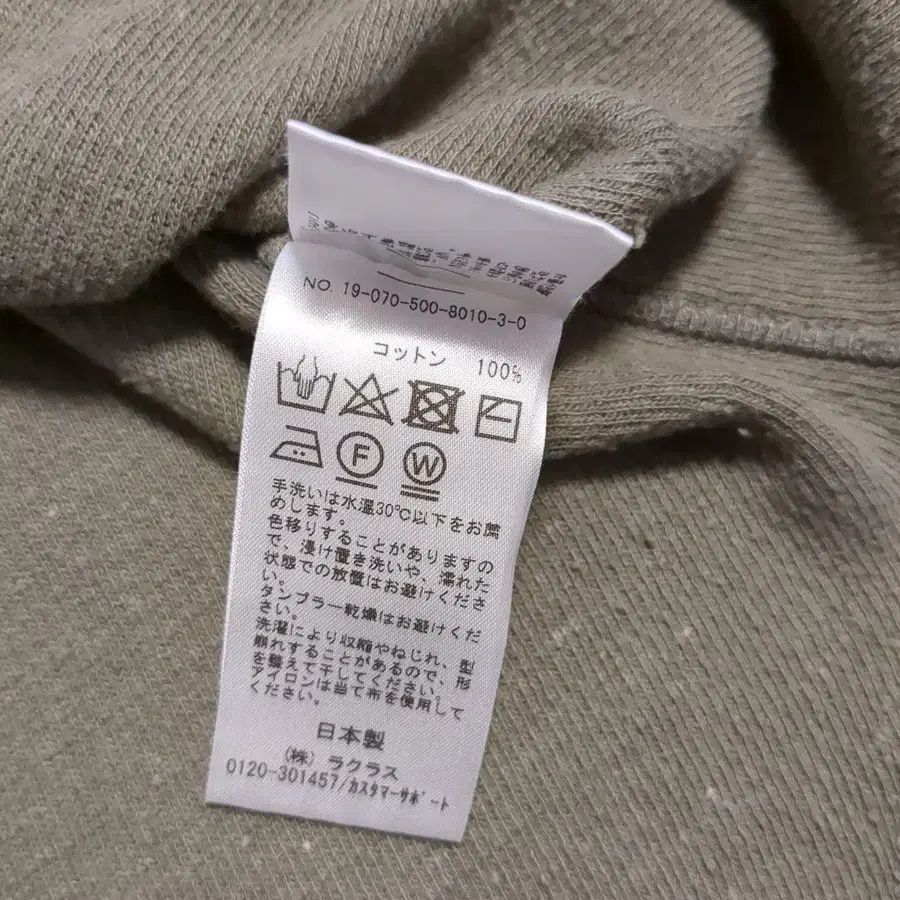 NO. 19-070-500-8010-3-0
コットン 100%
F
W
手洗いは水温30℃以下をお薦
めします。
色移りすることがありますの
で、浸け置き洗いや、濡れた
状態での放置はお避けくださ
い。
タンブラー乾燥はお避けくだ
さい。
洗濯により収縮やねじれ、型
崩れすることがあるので、形
を整えて干してください。
アイロンは当て布を使用して
ください。
日本製
(株) ラクラス
0120-301457/カスタマーサポート